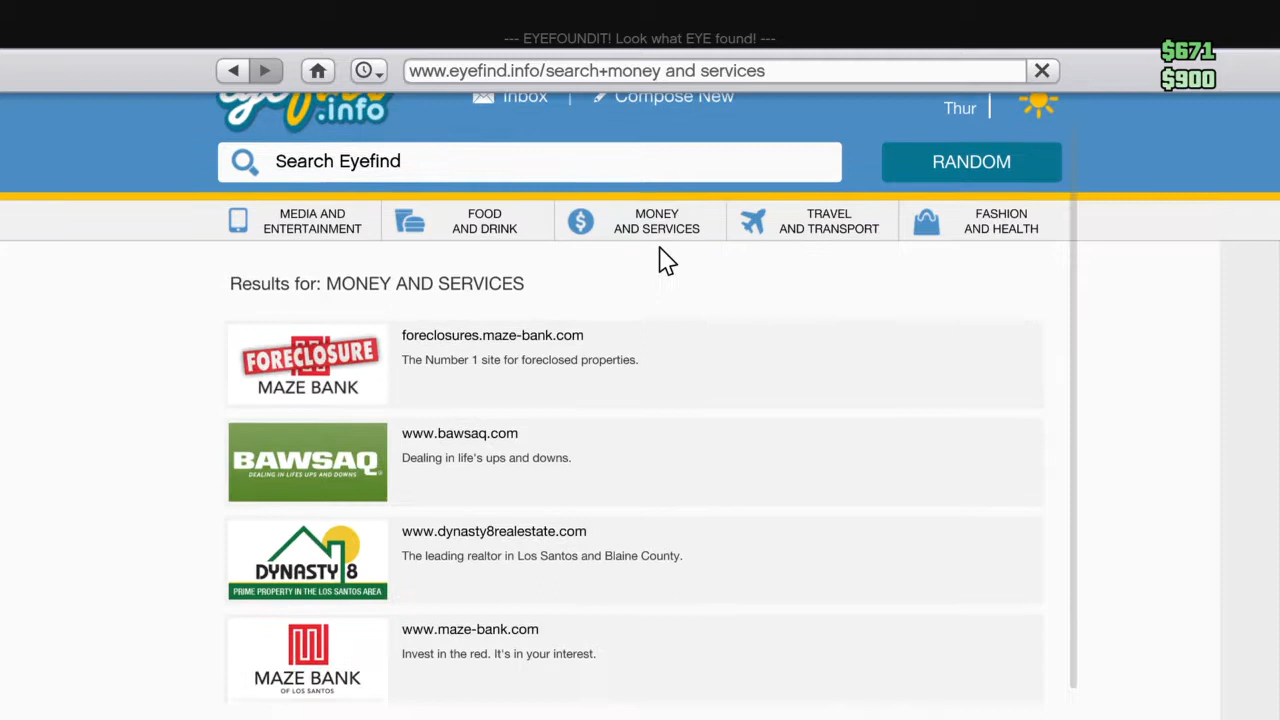 --- EYEFOUNDIT! Look what EYE found! ---
$671
$900
www.eyefind.info/search+money and services
eyefind
.info
Inbox | Compose New
Thur
Search Eyefind
RANDOM
MEDIA AND
ENTERTAINMENT
FOOD
AND DRINK
MONEY
AND SERVICES
TRAVEL
AND TRANSPORT
FASHION
AND HEALTH
Results for: MONEY AND SERVICES
FORECLOSURE
MAZE BANK
foreclosures.maze-bank.com
The Number 1 site for foreclosed properties.
BAWSAQ
DEALING IN LIFE'S UPS AND DOWNS
www.bawsaq.com
Dealing in life's ups and downs.
DYNASTY 8
PRIME PROPERTY IN THE LOS SANTOS AREA
www.dynasty8realestate.com
The leading realtor in Los Santos and Blaine County.
MAZE BANK
OF LOS SANTOS
www.maze-bank.com
Invest in the red. It's in your interest.